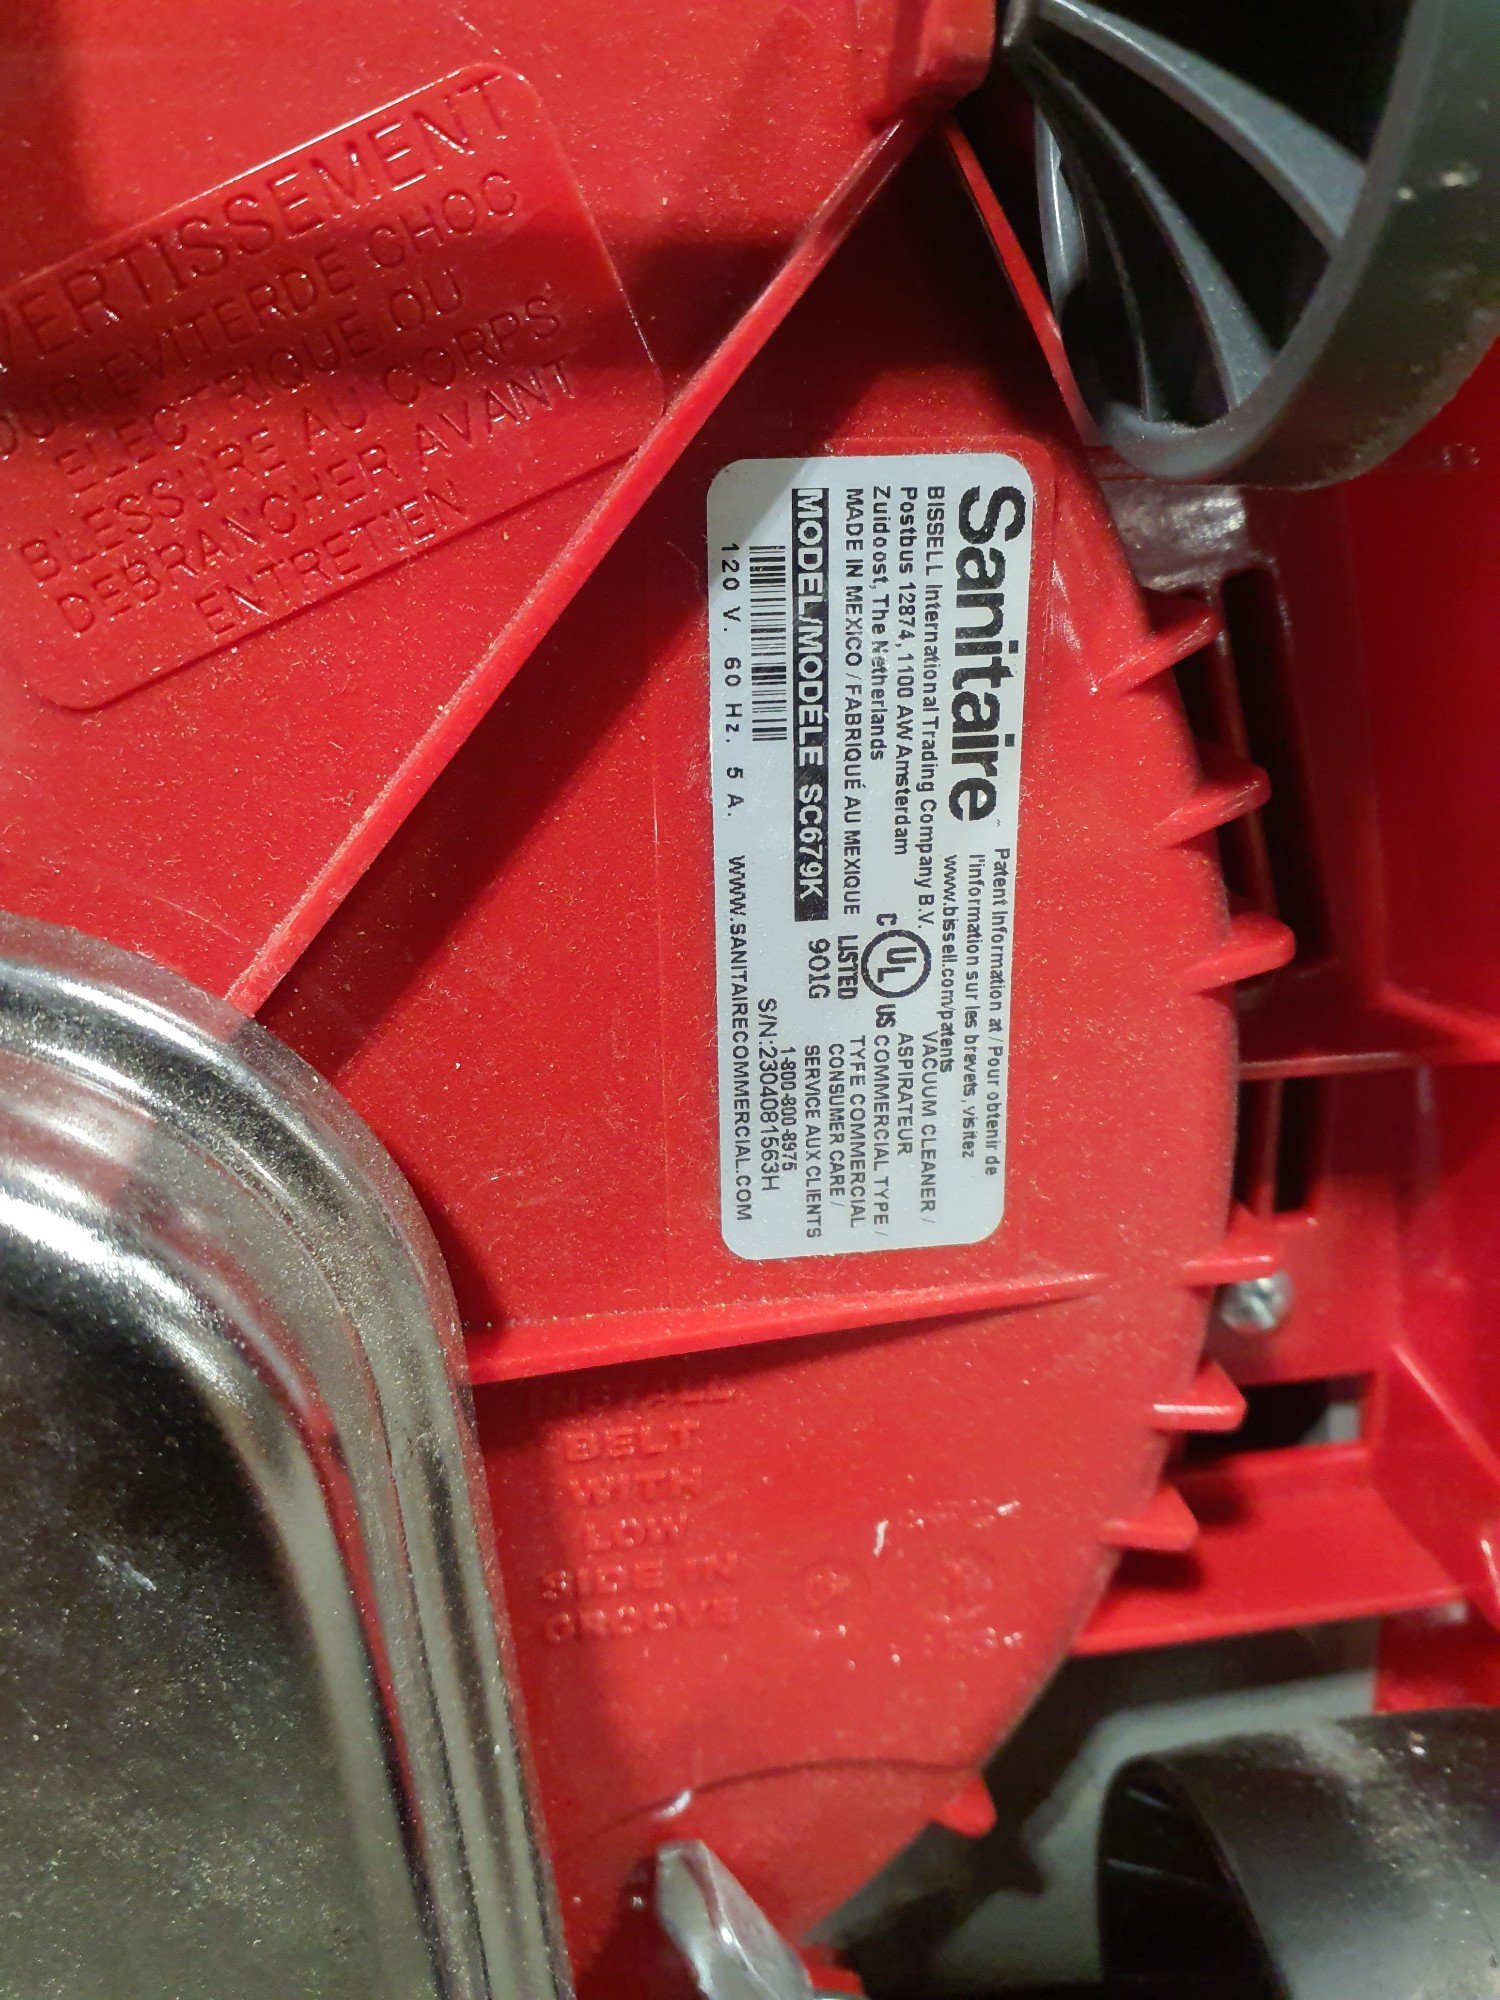 VERTISSEMENT
OUR EVITERDE CHOC
ELECTRIQUE OU
BLESSURE AU CORPS
DEBRANCHER AVANT
ENTRETIEN
Sanitaire
BISSELL International Trading Company B.V.
Postbus 12874, 1100 AW Amsterdam
Zuidoost, The Netherlands
MADE IN MEXICO / FABRIQUÉ AU MEXIQUE
MODEL/MODÈLE SC679K
120 V. 60 Hz. 5 A.
WWW.SANITAIRECOMMERCIAL.COM
Patent Information at / Pour obtenir de
l'information sur les brevets, visitez
www.bissell.com/patents
C UL US
LISTED
901G
VACUUM CLEANER /
ASPIRATEUR
COMMERCIAL TYPE /
TYPE COMMERCIAL
CONSUMER CARE /
SERVICE AUX CLIENTS
1-800-800-8975
S/N:2304081563H
INSTALL
BELT
WITH
LOW
SIDE IN
GROOVE